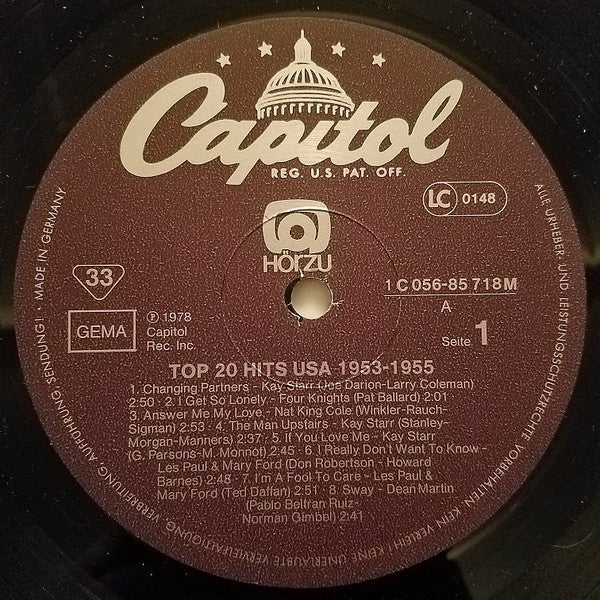 Capitol
REG. U.S. PAT. OFF.
LC 0148
HÖRZU
33
1 C 056-85 718 M
A
GEMA
℗ 1978
Capitol
Rec. Inc.
Seite 1
TOP 20 HITS USA 1953-1955
1. Changing Partners - Kay Starr (Joe Darion-Larry Coleman)
2:50 · 2. I Get So Lonely - Four Knights (Pat Ballard) 2:01
3. Answer Me My Love - Nat King Cole (Winkler-Rauch-
Sigman) 2:53 · 4. The Man Upstairs - Kay Starr (Stanley-
Morgan-Manners) 2:37 · 5. If You Love Me - Kay Starr
(G. Parsons-M. Monnot) 2:45 · 6. I Really Don't Want To Know -
Les Paul & Mary Ford (Don Robertson - Howard
Barnes) 2:48 · 7. I'm A Fool To Care - Les Paul &
Mary Ford (Ted Daffan) 2:51 · 8. Sway - Dean Martin
(Pablo Beltran Ruiz-
Norman Gimbel) 2:41
ALLE URHEBER- UND LEISTUNGSSCHUTZRECHTE VORBEHALTEN. KEIN VERLEIH! KEINE UNERLAUBTE VERVIELFÄLTIGUNG, VERBREITUNG, AUFFÜHRUNG, SENDUNG! · MADE IN GERMANY